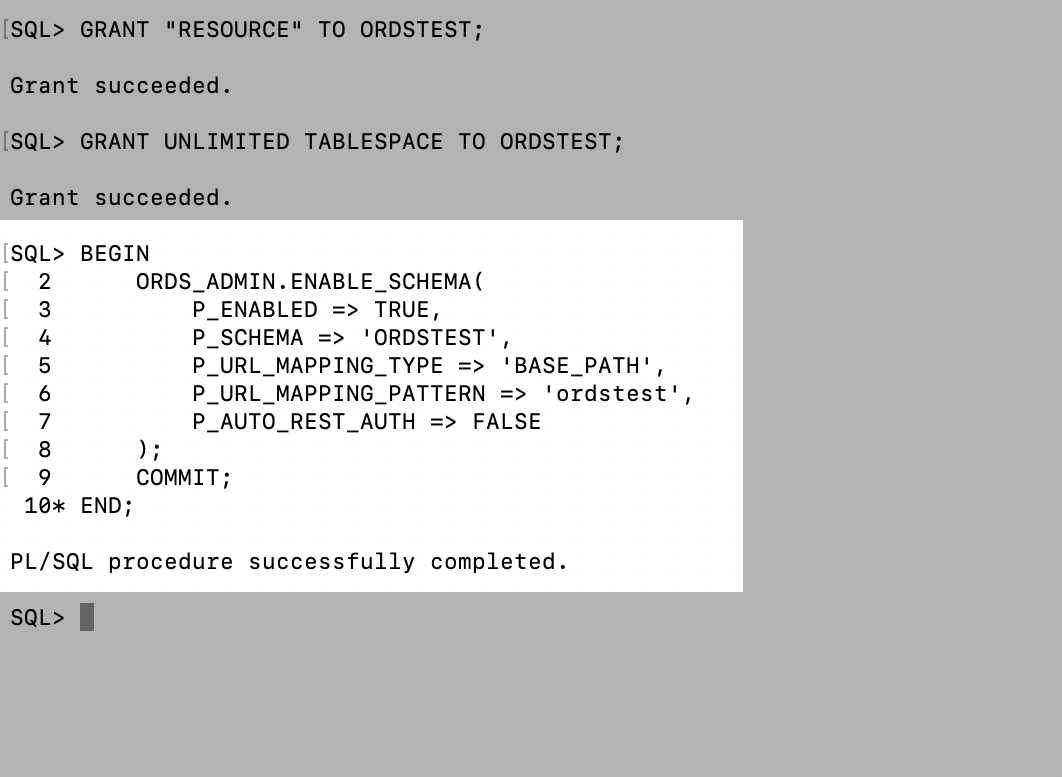 [SQL> GRANT "RESOURCE" TO ORDSTEST;
Grant succeeded.
[SQL> GRANT UNLIMITED TABLESPACE TO ORDSTEST;
Grant succeeded.
[SQL> BEGIN
[  2      ORDS_ADMIN.ENABLE_SCHEMA(
[  3          P_ENABLED => TRUE,
[  4          P_SCHEMA => 'ORDSTEST',
[  5          P_URL_MAPPING_TYPE => 'BASE_PATH',
[  6          P_URL_MAPPING_PATTERN => 'ordstest',
[  7          P_AUTO_REST_AUTH => FALSE
[  8      );
[  9      COMMIT;
 10* END;
PL/SQL procedure successfully completed.
SQL>